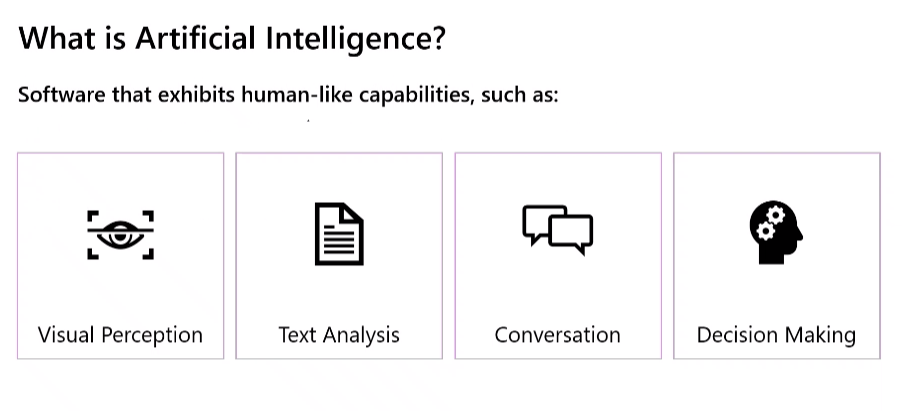 What is Artificial Intelligence?
Software that exhibits human-like capabilities, such as:
Visual Perception
Text Analysis
Conversation
Decision Making